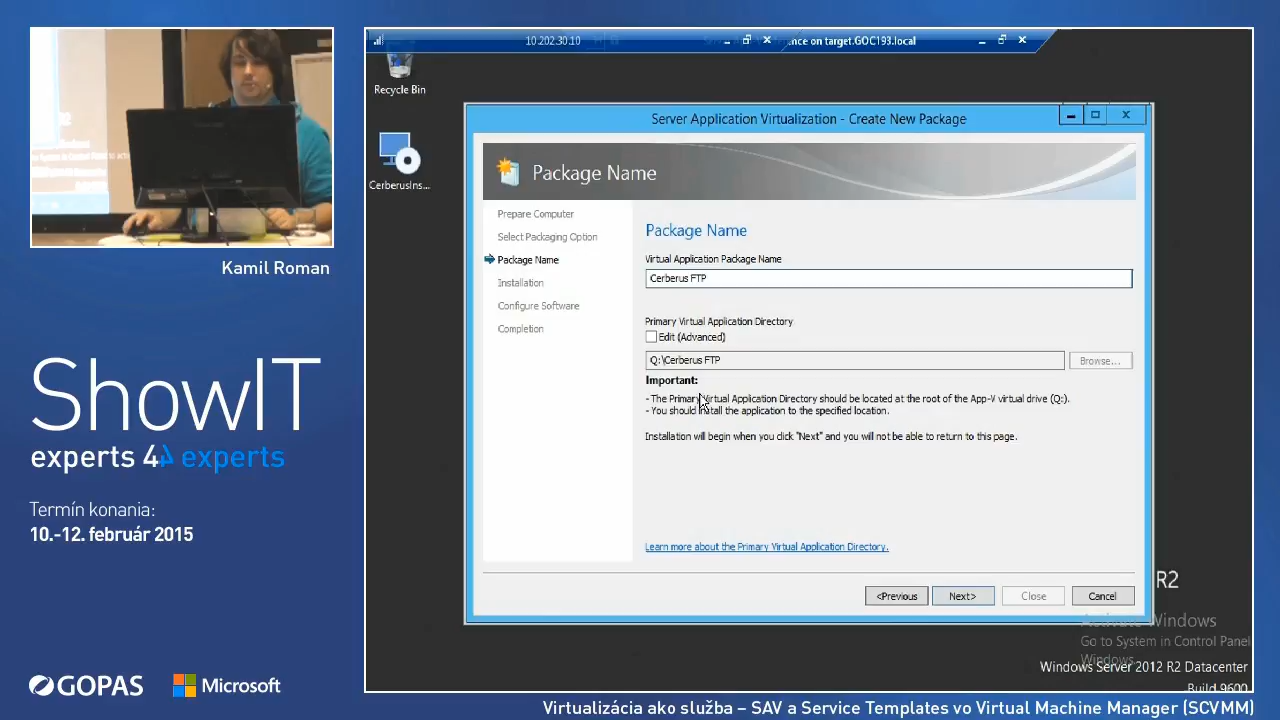 Kamil Roman
ShowIT
experts 4 experts
Termín konania:
10.-12. február 2015
GOPAS
Microsoft
10.202.30.10
nce on target.GOC193.local
Recycle Bin
CerberusIns...
Server Application Virtualization - Create New Package
Package Name
Prepare Computer
Select Packaging Option
Package Name
Installation
Configure Software
Completion
Package Name
Virtual Application Package Name
Cerberus FTP
Primary Virtual Application Directory
Edit (Advanced)
Q:\Cerberus FTP
Browse...
Important:
- The Primary Virtual Application Directory should be located at the root of the App-V virtual drive (Q:).
- You should install the application to the specified location.
Installation will begin when you click "Next" and you will not be able to return to this page.
Learn more about the Primary Virtual Application Directory.
<Previous
Next>
Close
Cancel
R2
Activate Windows
Go to System in Control Panel
Windows.
Windows Server 2012 R2 Datacenter
Build 9600
Virtualizácia ako služba – SAV a Service Templates vo Virtual Machine Manager (SCVMM)